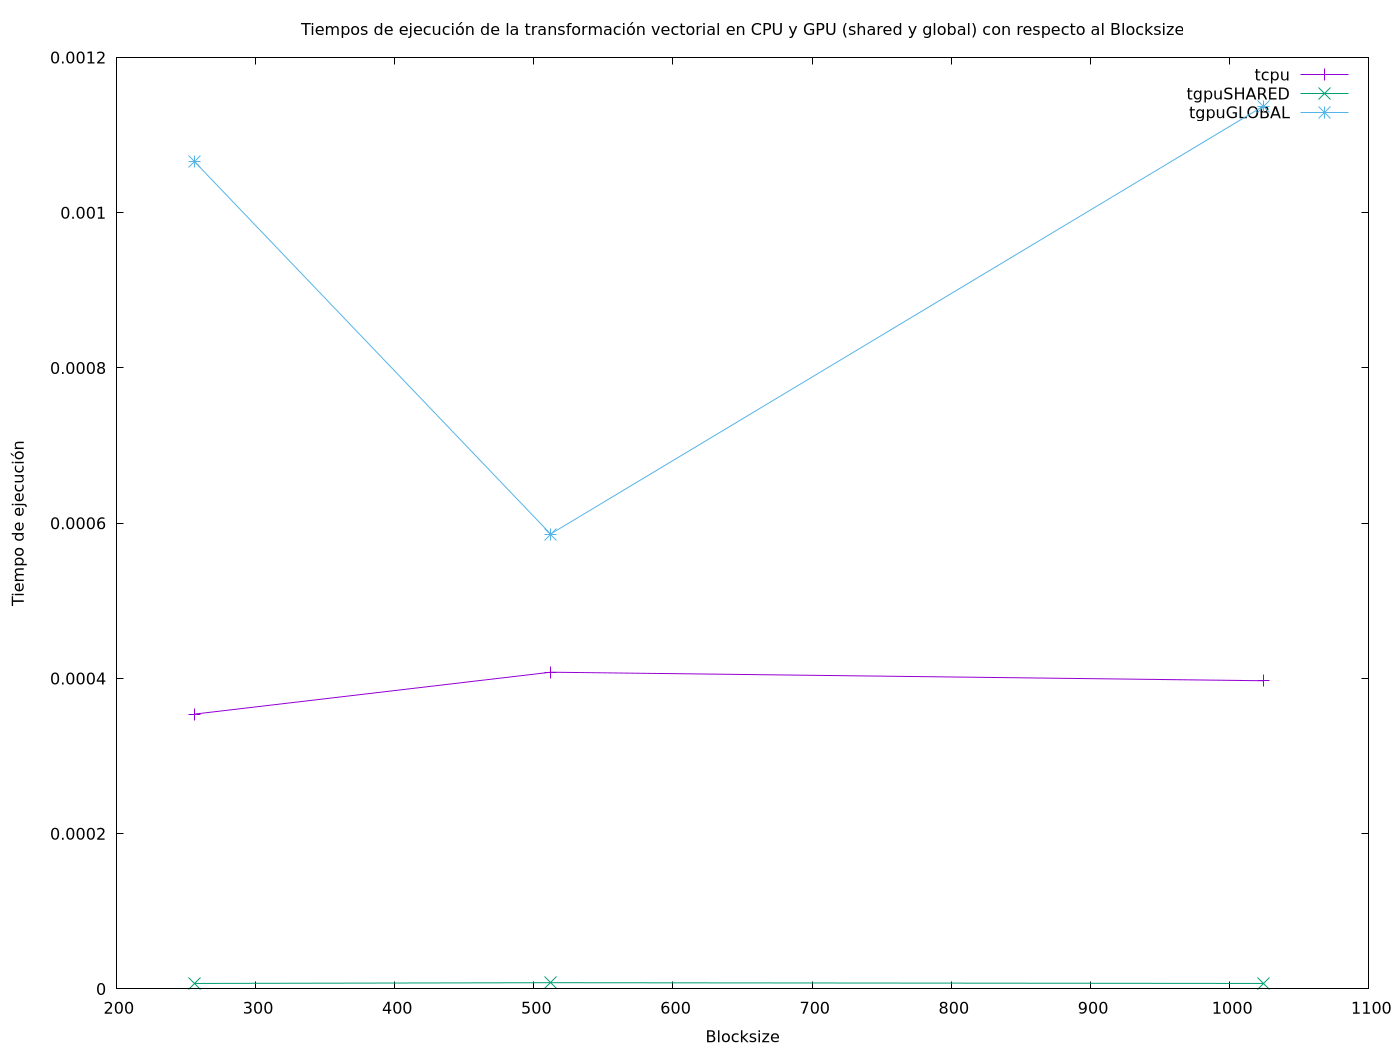 Tiempos de ejecución de la transformación vectorial en CPU y GPU (shared y global) con respecto al Blocksize
0.0012
tcpu
tgpuSHARED
tgpuGLOBAL
0.001
0.0008
0.0006
Tiempo de ejecución
0.0004
0.0002
0
200 300 400 500 600 700 800 900 1000 1100
Blocksize